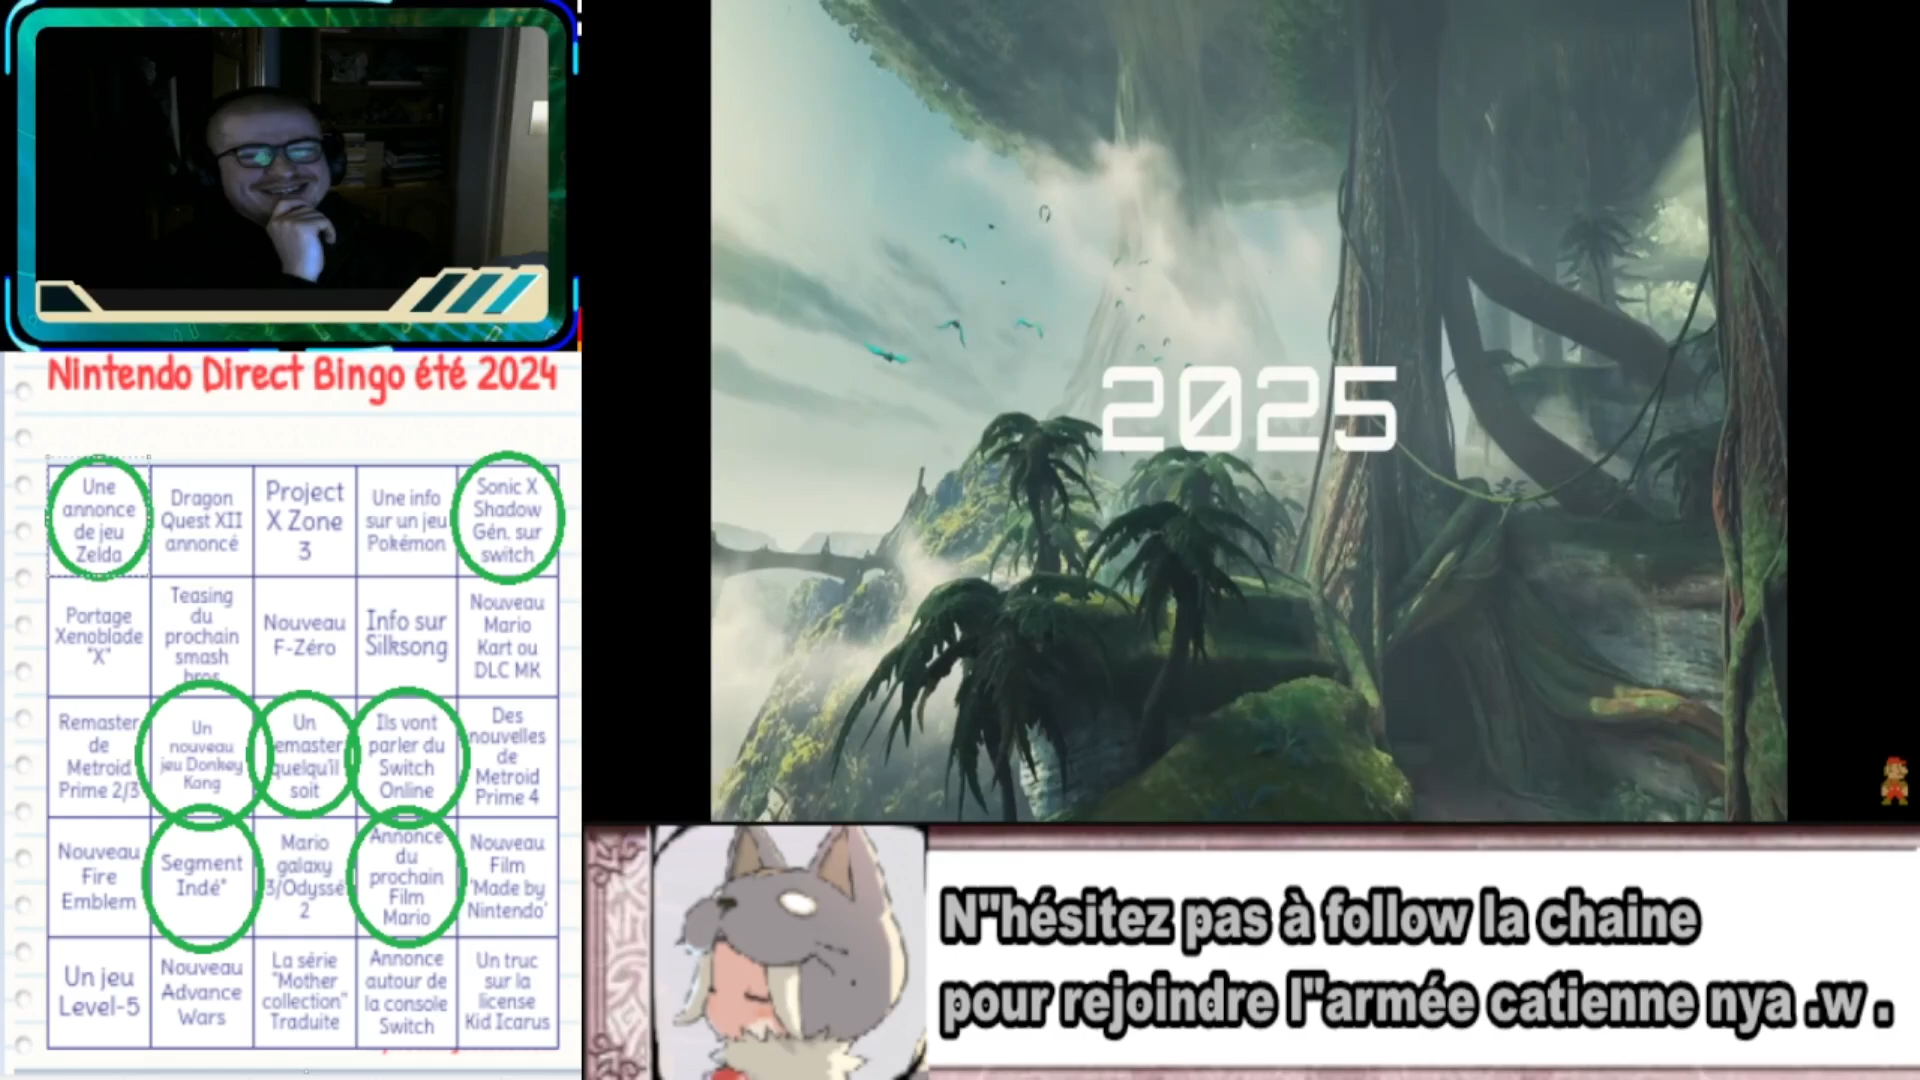 Nintendo Direct Bingo été 2024
Une
annonce
de jeu
Zelda
Dragon
Quest XII
annoncé
Project
X Zone
3
Une info
sur un jeu
Pokémon
Sonic X
Shadow
Gén. sur
switch
Portage
Xenoblade
"X"
Teasing
du
prochain
smash
bros
Nouveau
F-Zéro
Info sur
Silksong
Nouveau
Mario
Kart ou
DLC MK
Remaster
de
Metroid
Prime 2/3
Un
nouveau
jeu Donkey
Kong
Un
emaster
quelqu'il
soit
Ils vont
parler du
Switch
Online
Des
nouvelles
de
Metroid
Prime 4
Nouveau
Fire
Emblem
Segment
Indé"
Mario
galaxy
3/Odyssé
2
Annonce
du
prochain
Film
Mario
Nouveau
Film
'Made by
Nintendo'
Un jeu
Level-5
Nouveau
Advance
Wars
La série
"Mother
collection"
Traduite
Annonce
autour de
la console
Switch
Un truc
sur la
license
Kid Icarus
2025
N"hésitez pas à follow la chaine
pour rejoindre l"armée catienne nya .w .